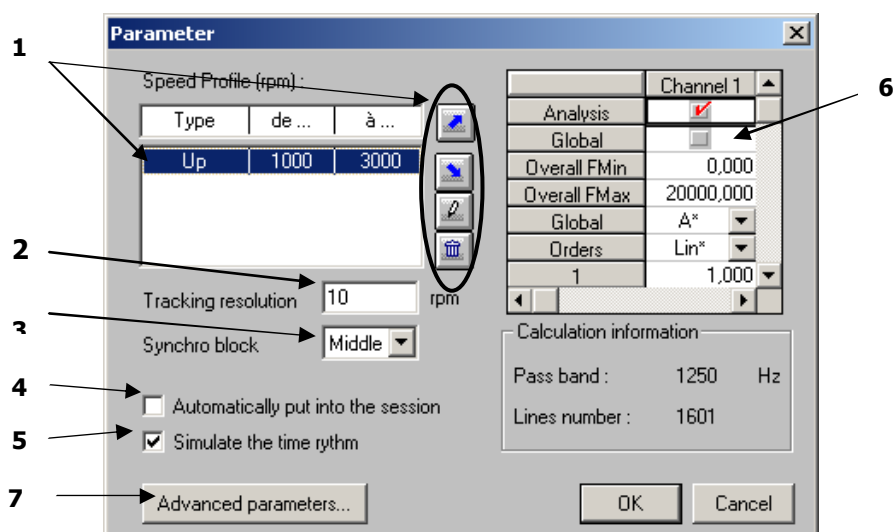 Parameter
1
Speed Profile (rpm) :
Type de ... à ...
Up 1000 3000
2
Tracking resolution 10 rpm
3
Synchro block Middle
4
Automatically put into the session
5
Simulate the time rythm
7
Advanced parameters...
Channel 1
6
Analysis
Global
Overall FMin 0,000
Overall FMax 20000,000
Global A*
Orders Lin*
1 1,000
Calculation information
Pass band : 1250 Hz
Lines number : 1601
OK Cancel